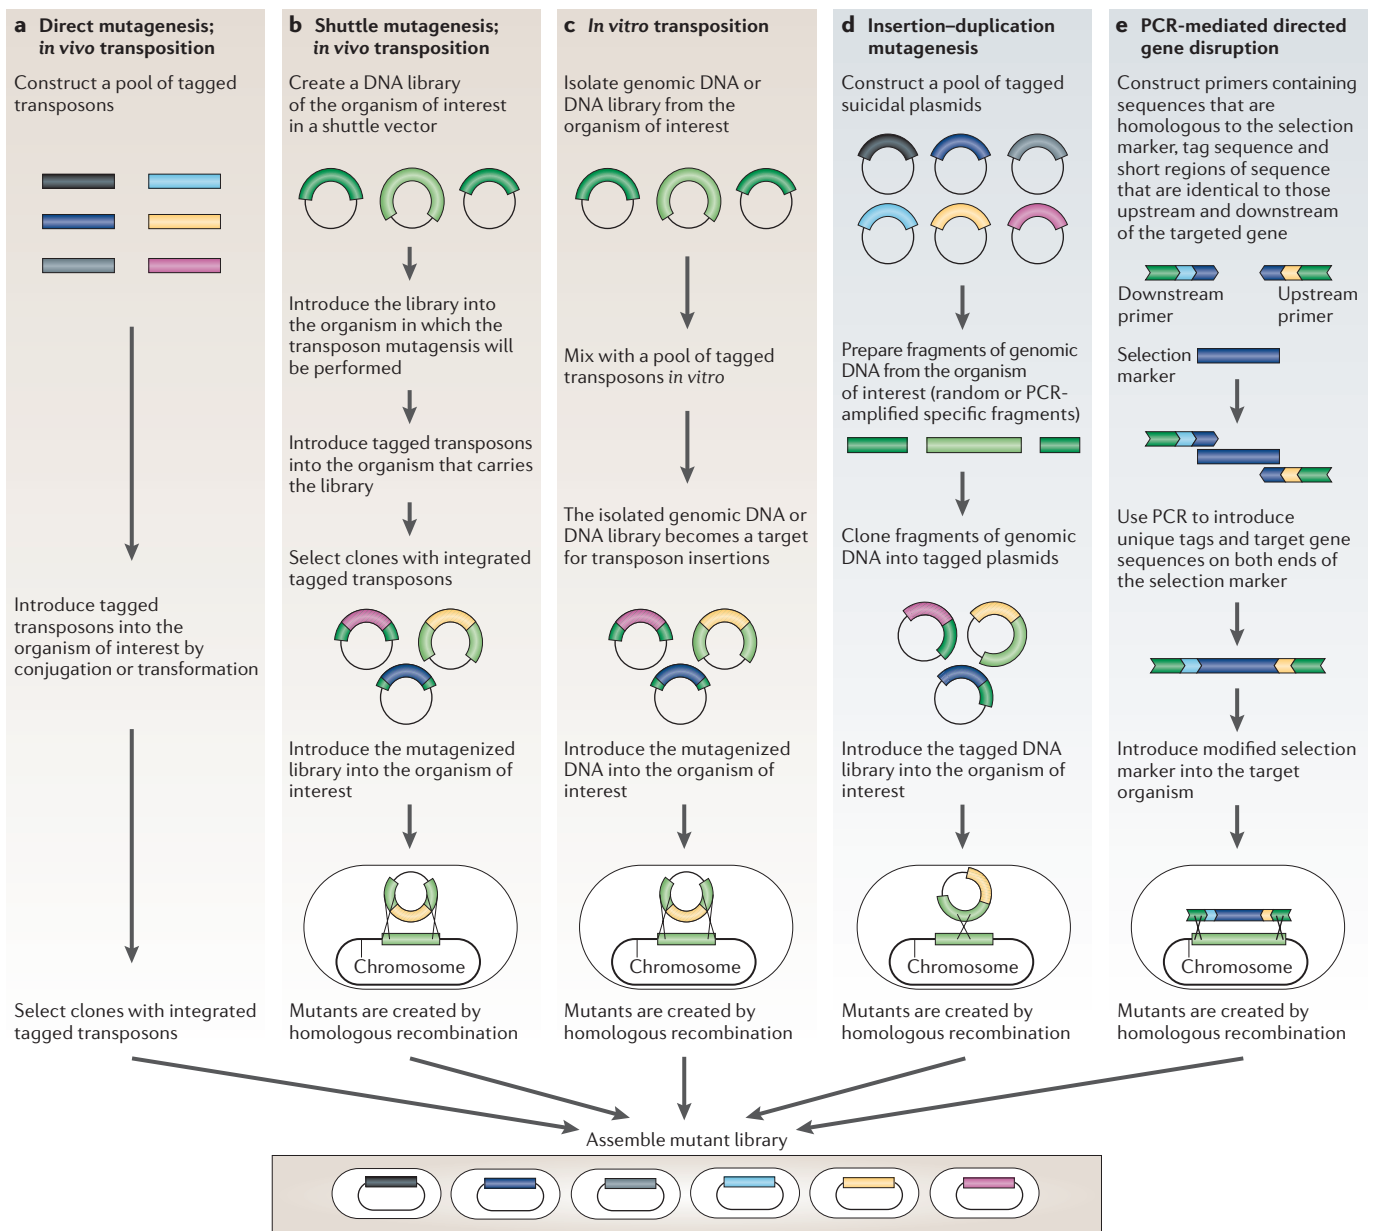 a Direct mutagenesis;
in vivo transposition
Construct a pool of tagged
transposons
Introduce tagged
transposons into the
organism of interest by
conjugation or transformation
Select clones with integrated
tagged transposons
b Shuttle mutagenesis;
in vivo transposition
Create a DNA library
of the organism of interest
in a shuttle vector
Introduce the library into
the organism in which the
transposon mutagensis will
be performed
Introduce tagged transposons
into the organism that carries
the library
Select clones with integrated
tagged transposons
Introduce the mutagenized
library into the organism of
interest
Chromosome
Mutants are created by
homologous recombination
c In vitro transposition
Isolate genomic DNA or
DNA library from the
organism of interest
Mix with a pool of tagged
transposons in vitro
The isolated genomic DNA or
DNA library becomes a target
for transposon insertions
Introduce the mutagenized
DNA into the organism of
interest
Chromosome
Mutants are created by
homologous recombination
d Insertion–duplication
mutagenesis
Construct a pool of tagged
suicidal plasmids
Prepare fragments of genomic
DNA from the organism
of interest (random or PCR-
amplified specific fragments)
Clone fragments of genomic
DNA into tagged plasmids
Introduce the tagged DNA
library into the organism of
interest
Chromosome
Mutants are created by
homologous recombination
e PCR-mediated directed
gene disruption
Construct primers containing
sequences that are
homologous to the selection
marker, tag sequence and
short regions of sequence
that are identical to those
upstream and downstream
of the targeted gene
Downstream
primer
Upstream
primer
Selection
marker
Use PCR to introduce
unique tags and target gene
sequences on both ends of
the selection marker
Introduce modified selection
marker into the target
organism
Chromosome
Mutants are created by
homologous recombination
Assemble mutant library